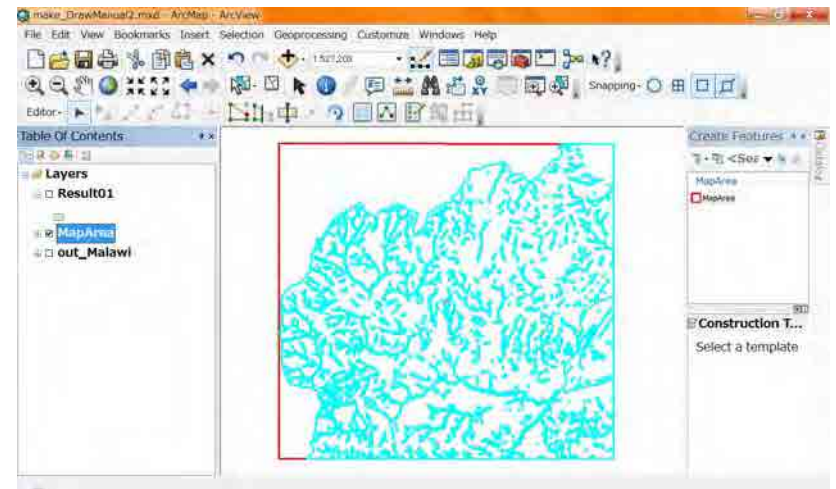 make_DrawManual2.mxd - ArcMap - ArcView
File Edit View Bookmarks Insert Selection Geoprocessing Customize Windows Help
Snapping
Editor
Table Of Contents
Create Features
Layers
Result01
MapArea
out_Malawi
MapArea
MapArea
Catalog
Construction T...
Select a template